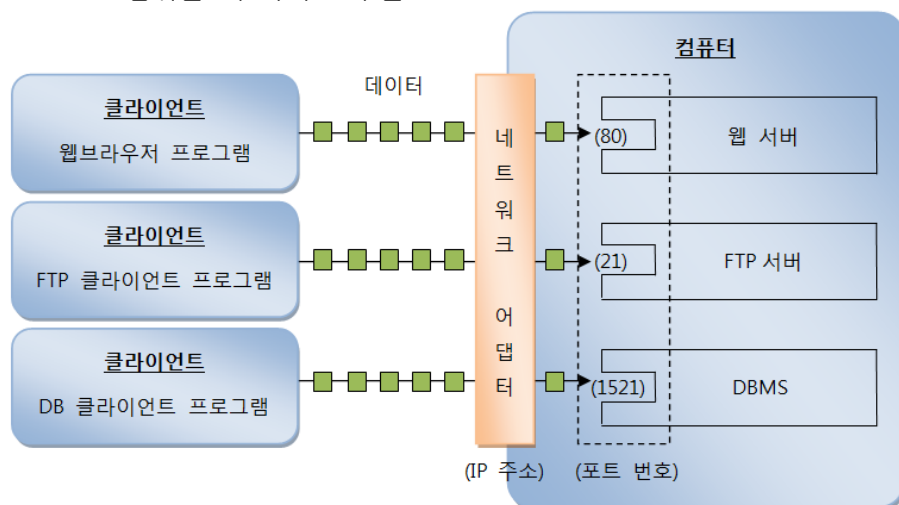 컴퓨터
클라이언트
웹브라우저 프로그램
데이터
네트워크 어댑터
(80)
웹 서버
클라이언트
FTP 클라이언트 프로그램
(21)
FTP 서버
클라이언트
DB 클라이언트 프로그램
(1521)
DBMS
(IP 주소)
(포트 번호)